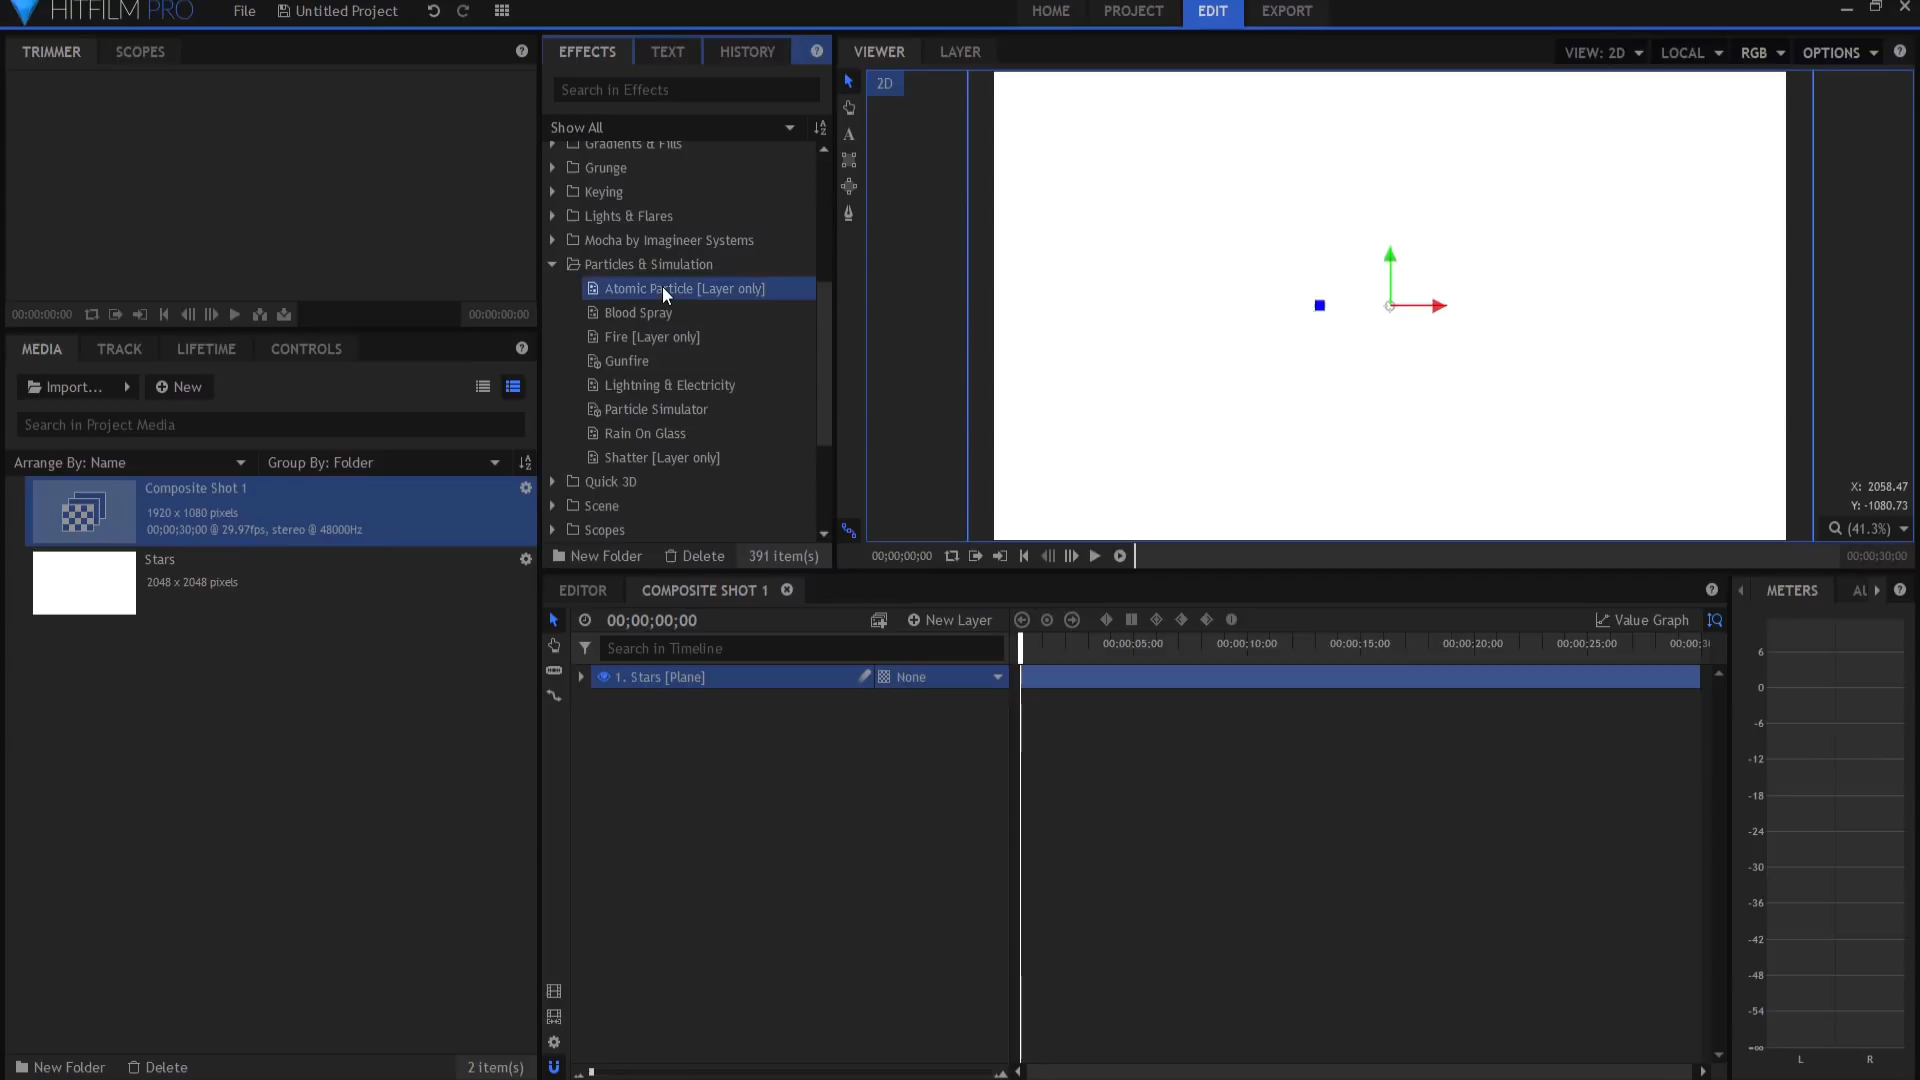 HITFILM PRO
File
Untitled Project
HOME
PROJECT
EDIT
EXPORT
TRIMMER
SCOPES
00:00:00:00
00:00:00:00
EFFECTS
TEXT
HISTORY
Search in Effects
Show All
Gradients & Fills
Grunge
Keying
Lights & Flares
Mocha by Imagineer Systems
Particles & Simulation
Atomic Particle [Layer only]
Blood Spray
Fire [Layer only]
Gunfire
Lightning & Electricity
Particle Simulator
Rain On Glass
Shatter [Layer only]
Quick 3D
Scene
Scopes
New Folder
Delete
391 item(s)
VIEWER
LAYER
VIEW: 2D
LOCAL
RGB
OPTIONS
2D
X: 2058.47
Y: -1080.73
(41.3%)
00;00;00;00
00;00;30;00
MEDIA
TRACK
LIFETIME
CONTROLS
Import...
New
Search in Project Media
Arrange By: Name
Group By: Folder
Composite Shot 1
1920 x 1080 pixels
00;00;30;00 @ 29.97fps, stereo @ 48000Hz
Stars
2048 x 2048 pixels
New Folder
Delete
2 item(s)
EDITOR
COMPOSITE SHOT 1
00;00;00;00
New Layer
Value Graph
Search in Timeline
00;00;05;00
00;00;10;00
00;00;15;00
00;00;20;00
00;00;25;00
00;00;3
1. Stars [Plane]
None
METERS
AU
6
0
-6
-12
-18
-24
-30
-36
-42
-48
-54
-∞
L
R